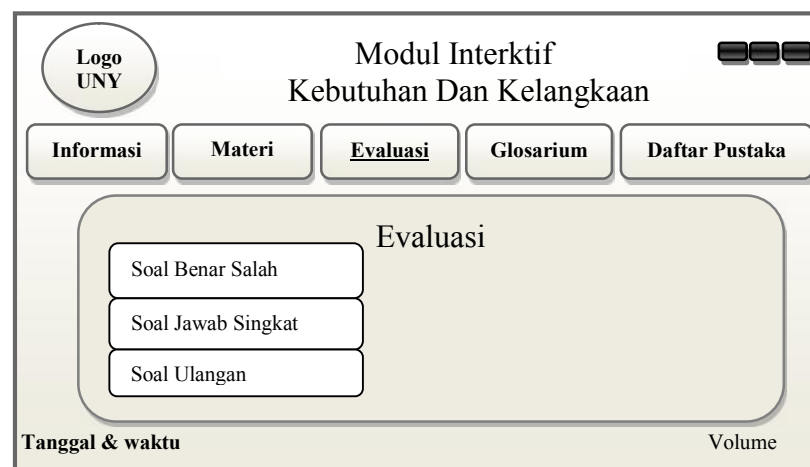 Logo
UNY
Modul Interktif
Kebutuhan Dan Kelangkaan
Informasi
Materi
Evaluasi
Glosarium
Daftar Pustaka
Evaluasi
Soal Benar Salah
Soal Jawab Singkat
Soal Ulangan
Tanggal & waktu
Volume